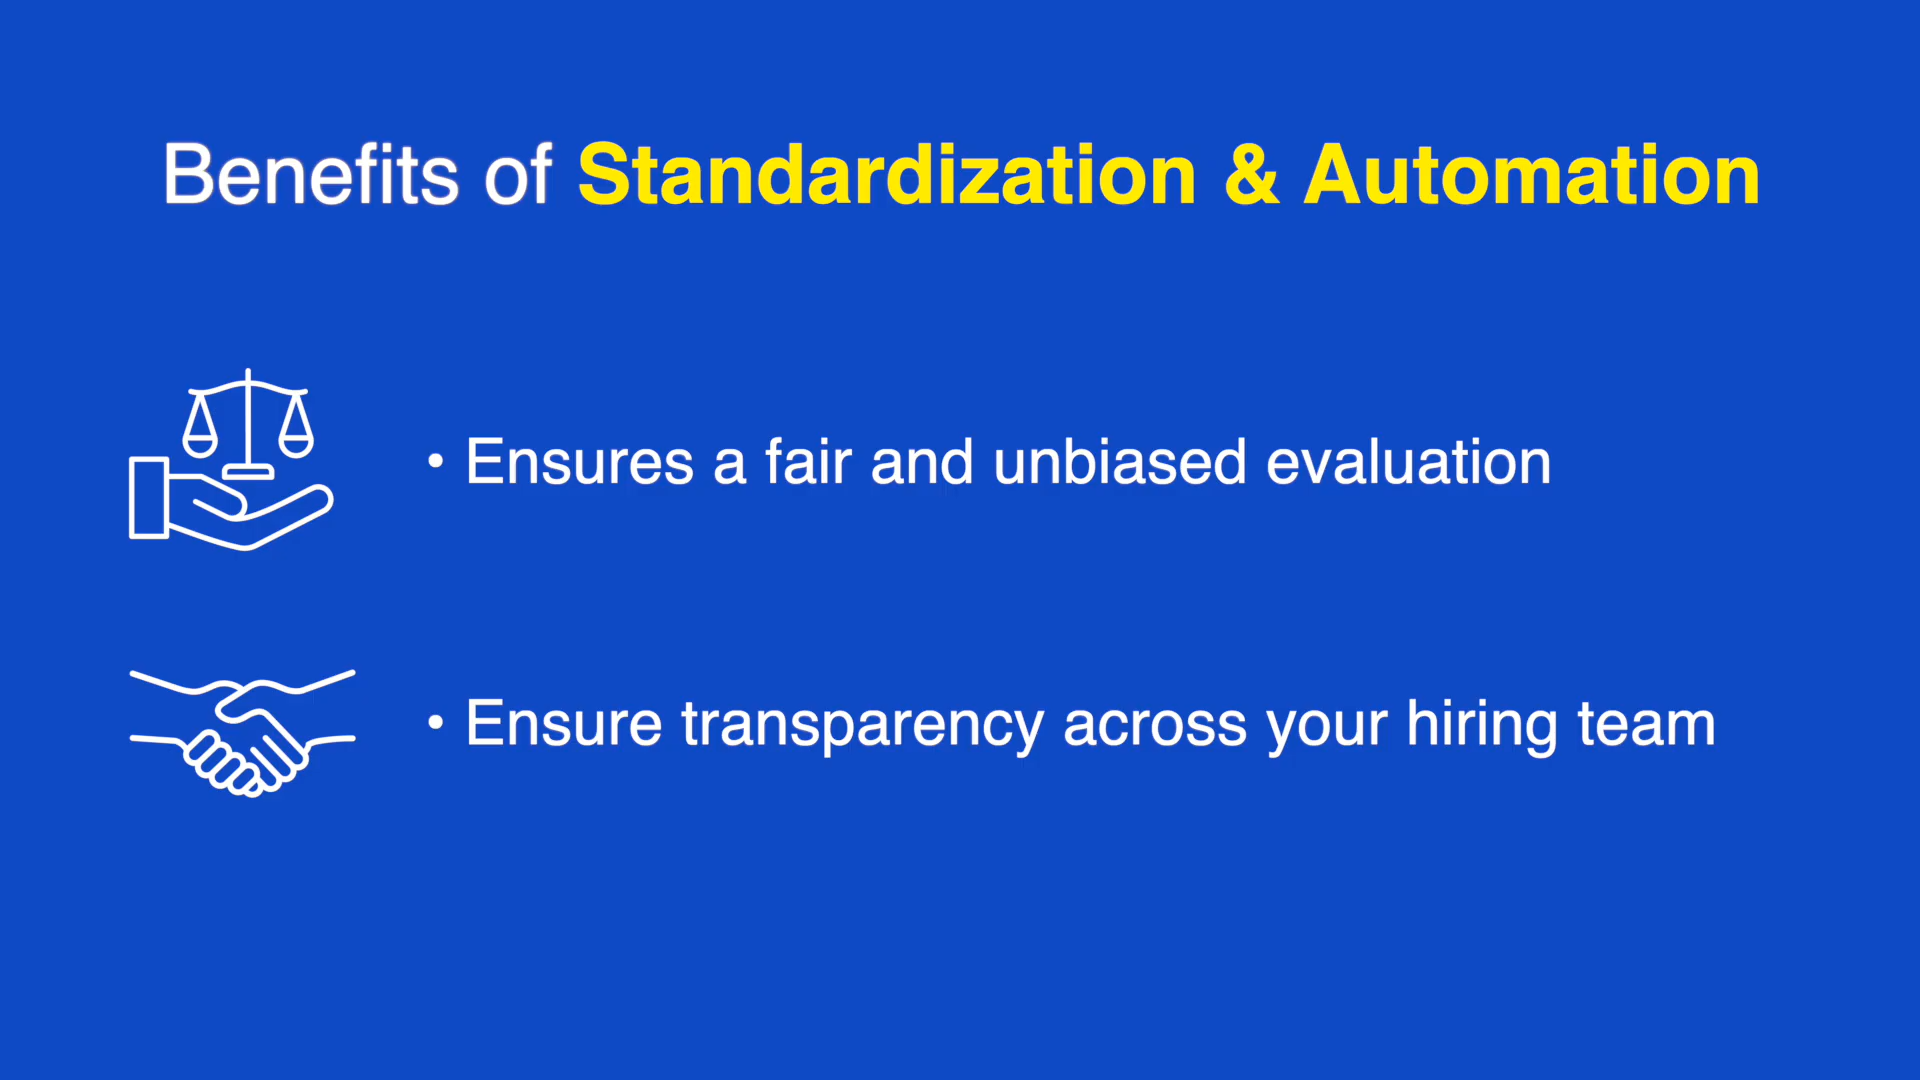 Benefits of Standardization & Automation
• Ensures a fair and unbiased evaluation
• Ensure transparency across your hiring team